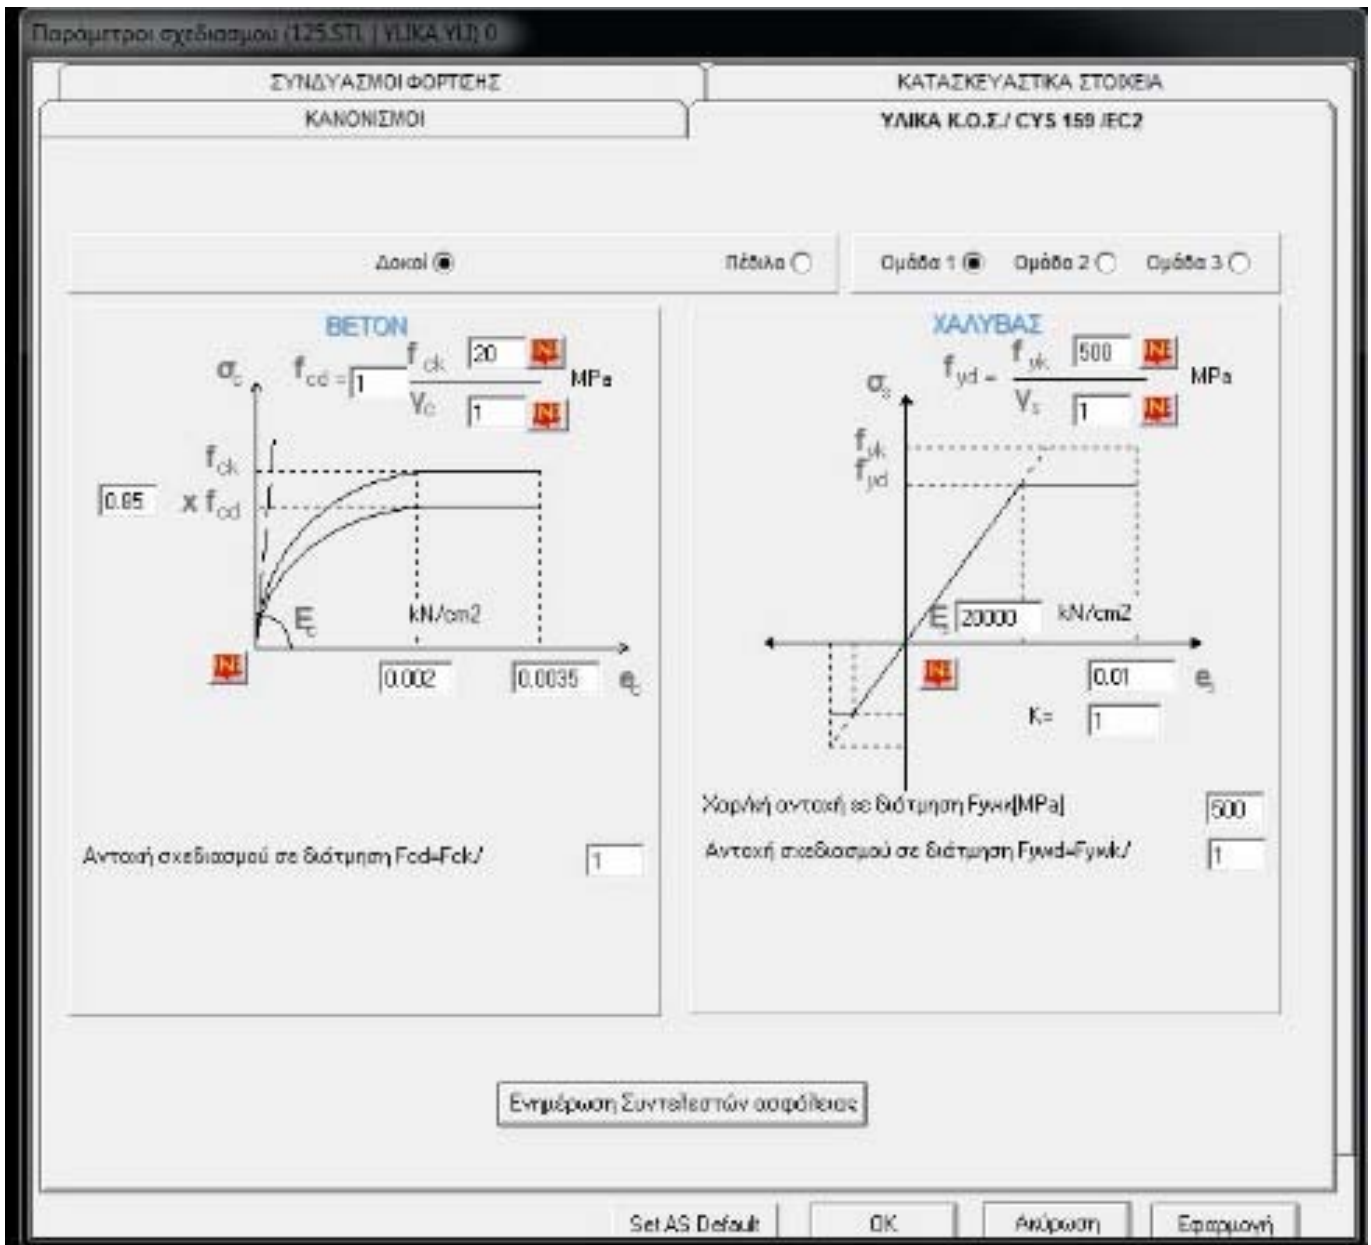 Παράμετροι σχεδιασμού (125.STL | YLIKA.YLI) 0
ΣΥΝΔΥΑΣΜΟΙ ΦΟΡΤΙΣΗΣ
ΚΑΤΑΣΚΕΥΑΣΤΙΚΑ ΣΤΟΙΧΕΙΑ
ΚΑΝΟΝΙΣΜΟΙ
ΥΛΙΚΑ Κ.Ο.Σ./ CYS 159 /EC2
Δοκοί
Πέδιλα
Ομάδα 1
Ομάδα 2
Ομάδα 3
ΒΕΤΟΝ
σc
fcd = 1
fck 20
γc 1
MPa
fck
0.85 x fcd
Ec
kN/cm2
0.002
0.0035
ec
Αντοχή σχεδιασμού σε διάτμηση Fcd=Fck/ 1
ΧΑΛΥΒΑΣ
σs
fyd =
fyk 500
γs 1
MPa
fyk
fyd
Es 20000 kN/cm2
0.01
es
K= 1
Χαρ/κή αντοχή σε διάτμηση Fywk[MPa] 500
Αντοχή σχεδιασμού σε διάτμηση Fywd=Fywk/ 1
Ενημέρωση Συντελεστών ασφάλειας
Set AS Default
OK
Ακύρωση
Εφαρμογή